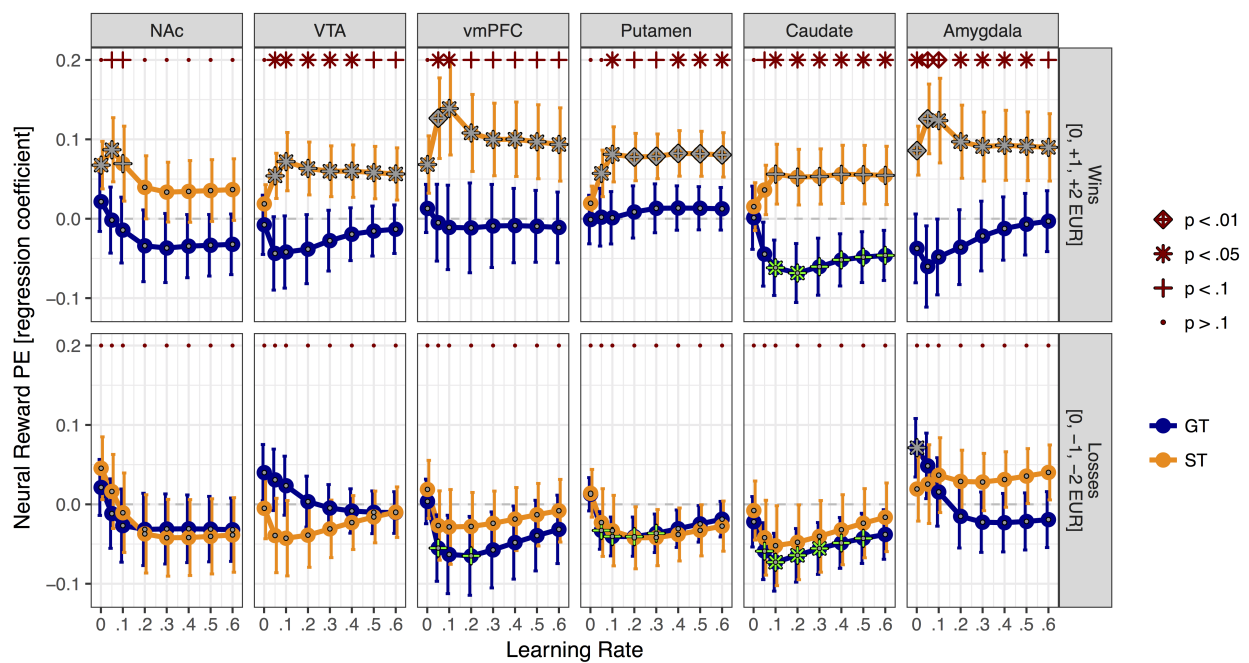 NAc VTA vmPFC Putamen Caudate Amygdala
Neural Reward PE [regression coefficient]
0.2
0.1
0.0
−0.1
Wins
[0, +1, +2 EUR]
0.2
0.1
0.0
−0.1
Losses
[0, −1, −2 EUR]
0 .1 .2 .3 .4 .5 .6 0 .1 .2 .3 .4 .5 .6 0 .1 .2 .3 .4 .5 .6 0 .1 .2 .3 .4 .5 .6 0 .1 .2 .3 .4 .5 .6 0 .1 .2 .3 .4 .5 .6
Learning Rate
p < .01
p < .05
p < .1
p > .1
GT
ST